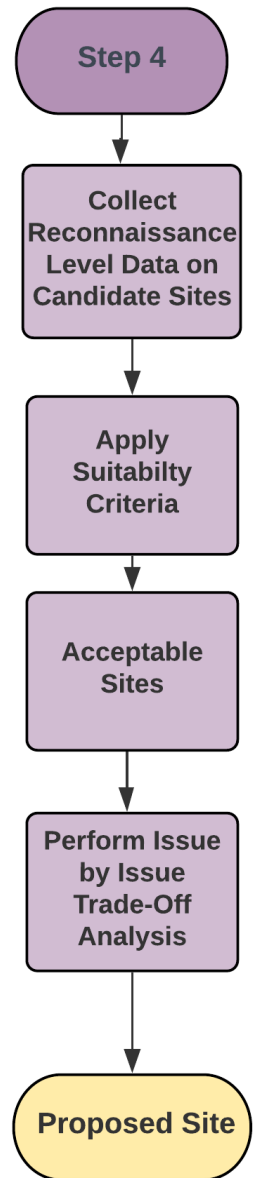 Step 4
Collect
Reconnaissance
Level Data on
Candidate Sites
Apply
Suitabilty
Criteria
Acceptable
Sites
Perform Issue
by Issue
Trade-Off
Analysis
Proposed Site